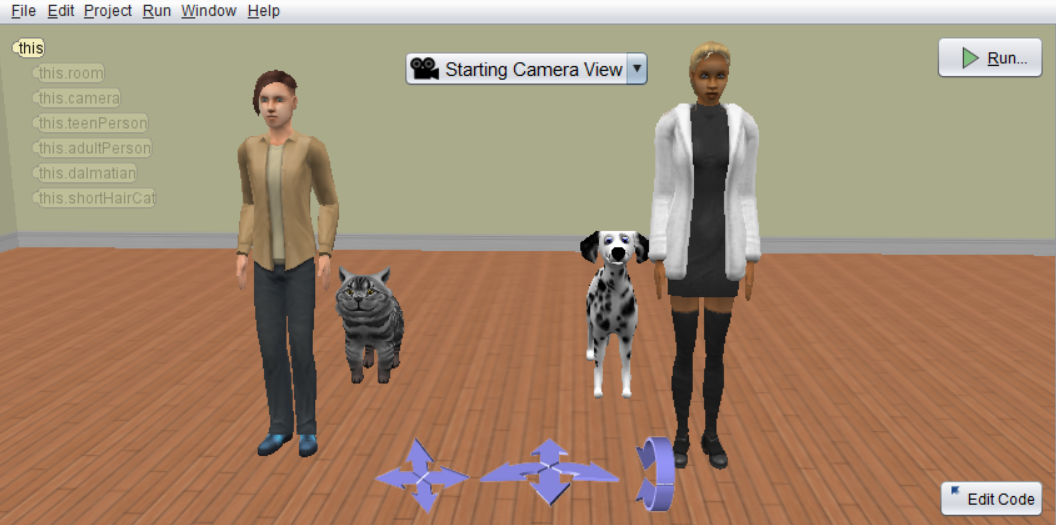 File Edit Project Run Window Help
this
this.room
this.camera
this.teenPerson
this.adultPerson
this.dalmatian
this.shortHairCat
Starting Camera View
Run...
Edit Code